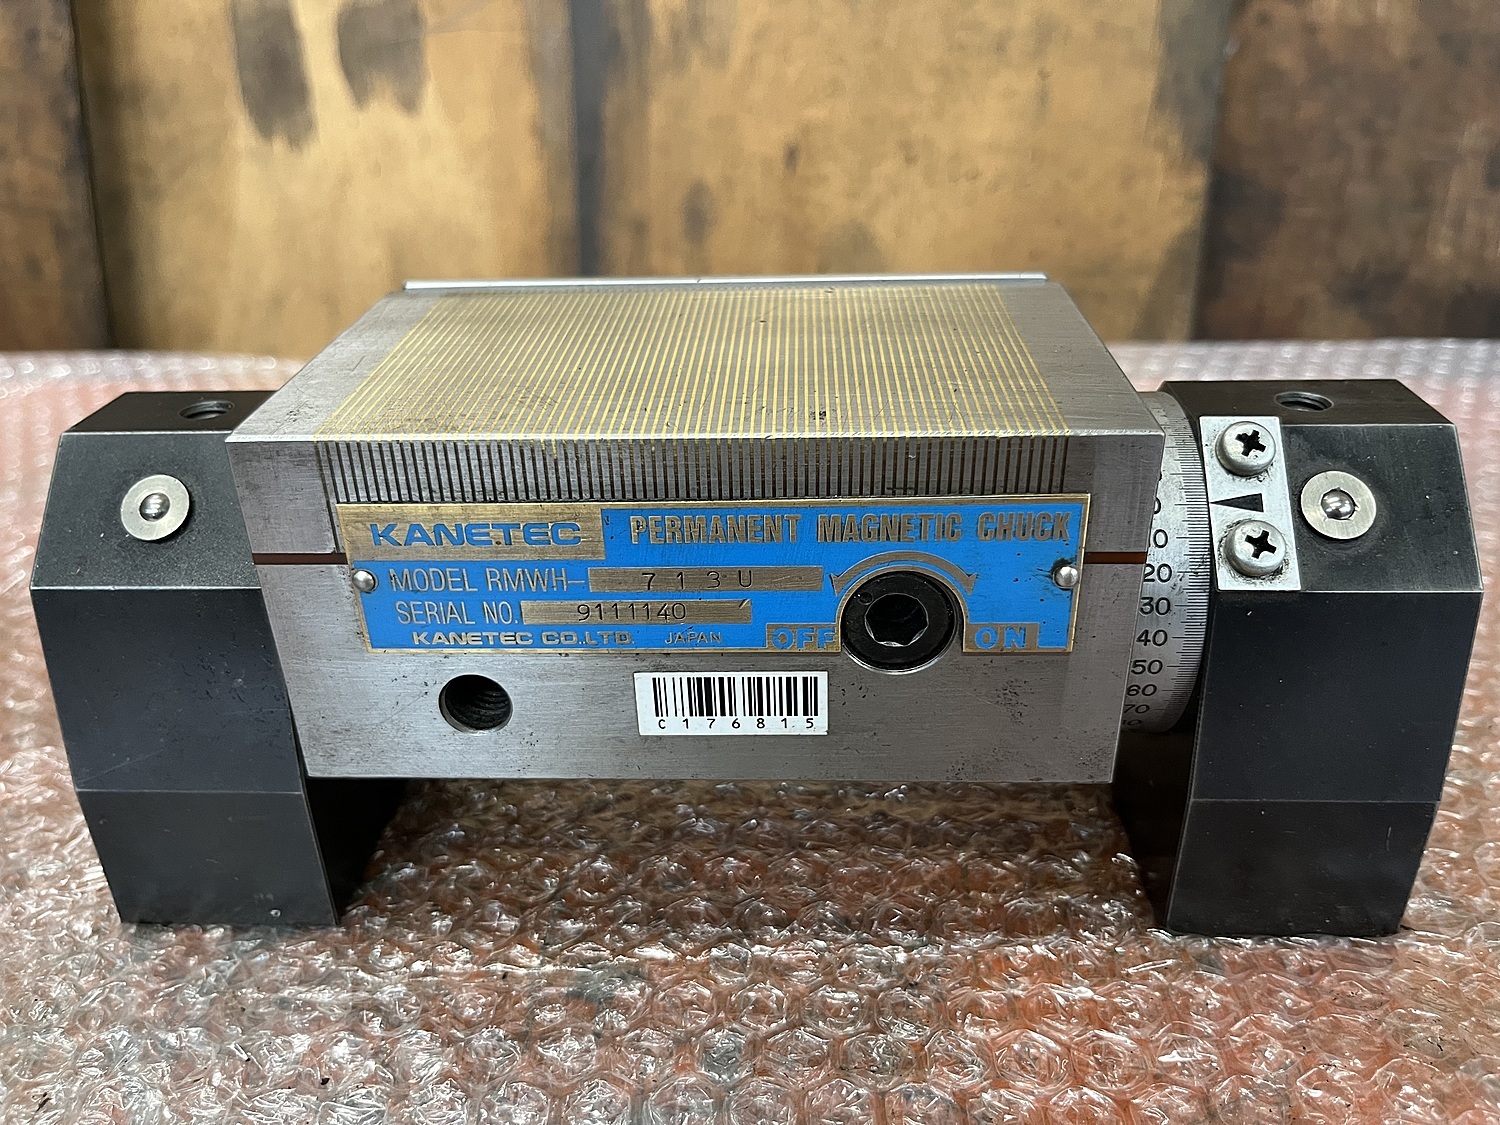 KANETEC PERMANENT MAGNETIC CHUCK
MODEL RMWH- 713U
SERIAL NO. 9111140
KANETEC CO.LTD. JAPAN
OFF ON
C176815
0
20
30
40
50
60
70